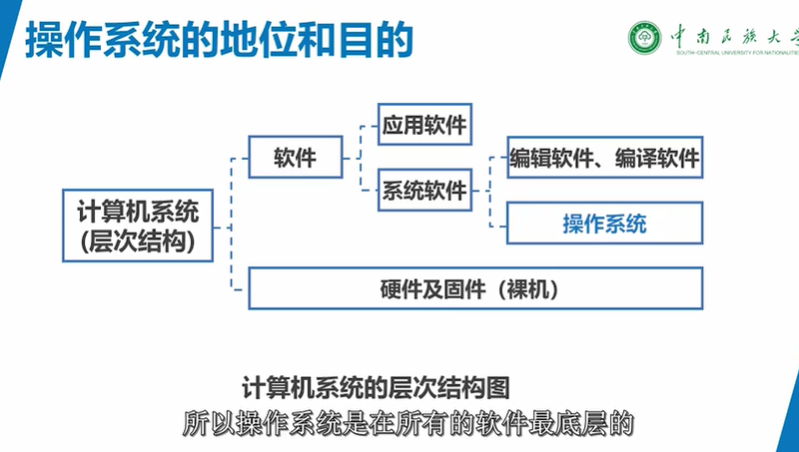 操作系统的地位和目的
中南民族大学
SOUTH-CENTRAL UNIVERSITY FOR NATIONALITIES
应用软件
软件
编辑软件、编译软件
系统软件
计算机系统
(层次结构)
操作系统
硬件及固件（裸机）
计算机系统的层次结构图
所以操作系统是在所有的软件最底层的